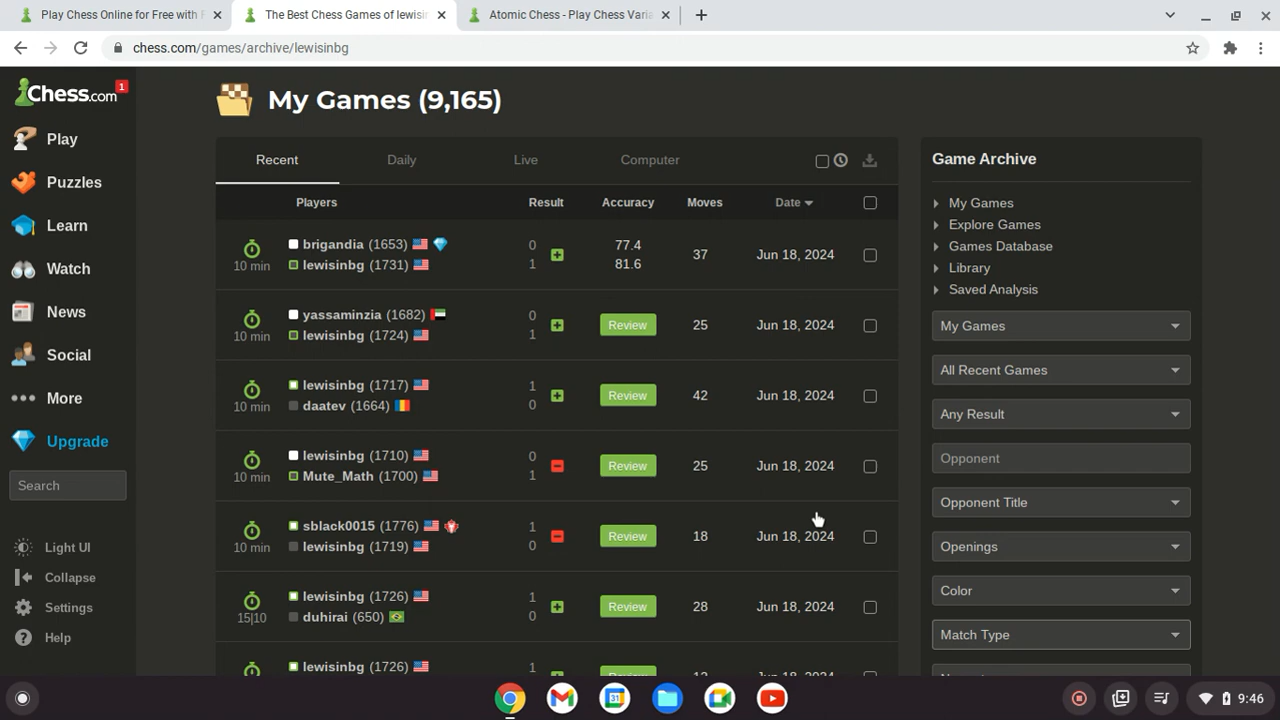 Play Chess Online for Free with F
The Best Chess Games of lewisin
Atomic Chess - Play Chess Varia
chess.com/games/archive/lewisinbg
Chess.com
1
Play
Puzzles
Learn
Watch
News
Social
More
Upgrade
Search
Light UI
Collapse
Settings
Help
My Games (9,165)
Recent Daily Live Computer
Players Result Accuracy Moves Date
10 min
brigandia (1653) 0 77.4
lewisinbg (1731) 1 81.6
37 Jun 18, 2024
10 min
yassaminzia (1682) 0
lewisinbg (1724) 1
Review 25 Jun 18, 2024
10 min
lewisinbg (1717) 1
daatev (1664) 0
Review 42 Jun 18, 2024
10 min
lewisinbg (1710) 0
Mute_Math (1700) 1
Review 25 Jun 18, 2024
10 min
sblack0015 (1776) 1
lewisinbg (1719) 0
Review 18 Jun 18, 2024
15|10
lewisinbg (1726) 1
duhirai (650) 0
Review 28 Jun 18, 2024
lewisinbg (1726) 1
Game Archive
My Games
Explore Games
Games Database
Library
Saved Analysis
My Games
All Recent Games
Any Result
Opponent
Opponent Title
Openings
Color
Match Type
31
9:46